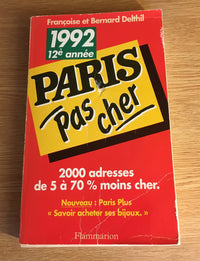 Françoise et Bernard Delthil
1992
12e année
PARIS
pas cher
2000 adresses
de 5 à 70 % moins cher.
Nouveau : Paris Plus
« Savoir acheter ses bijoux. »
Flammarion